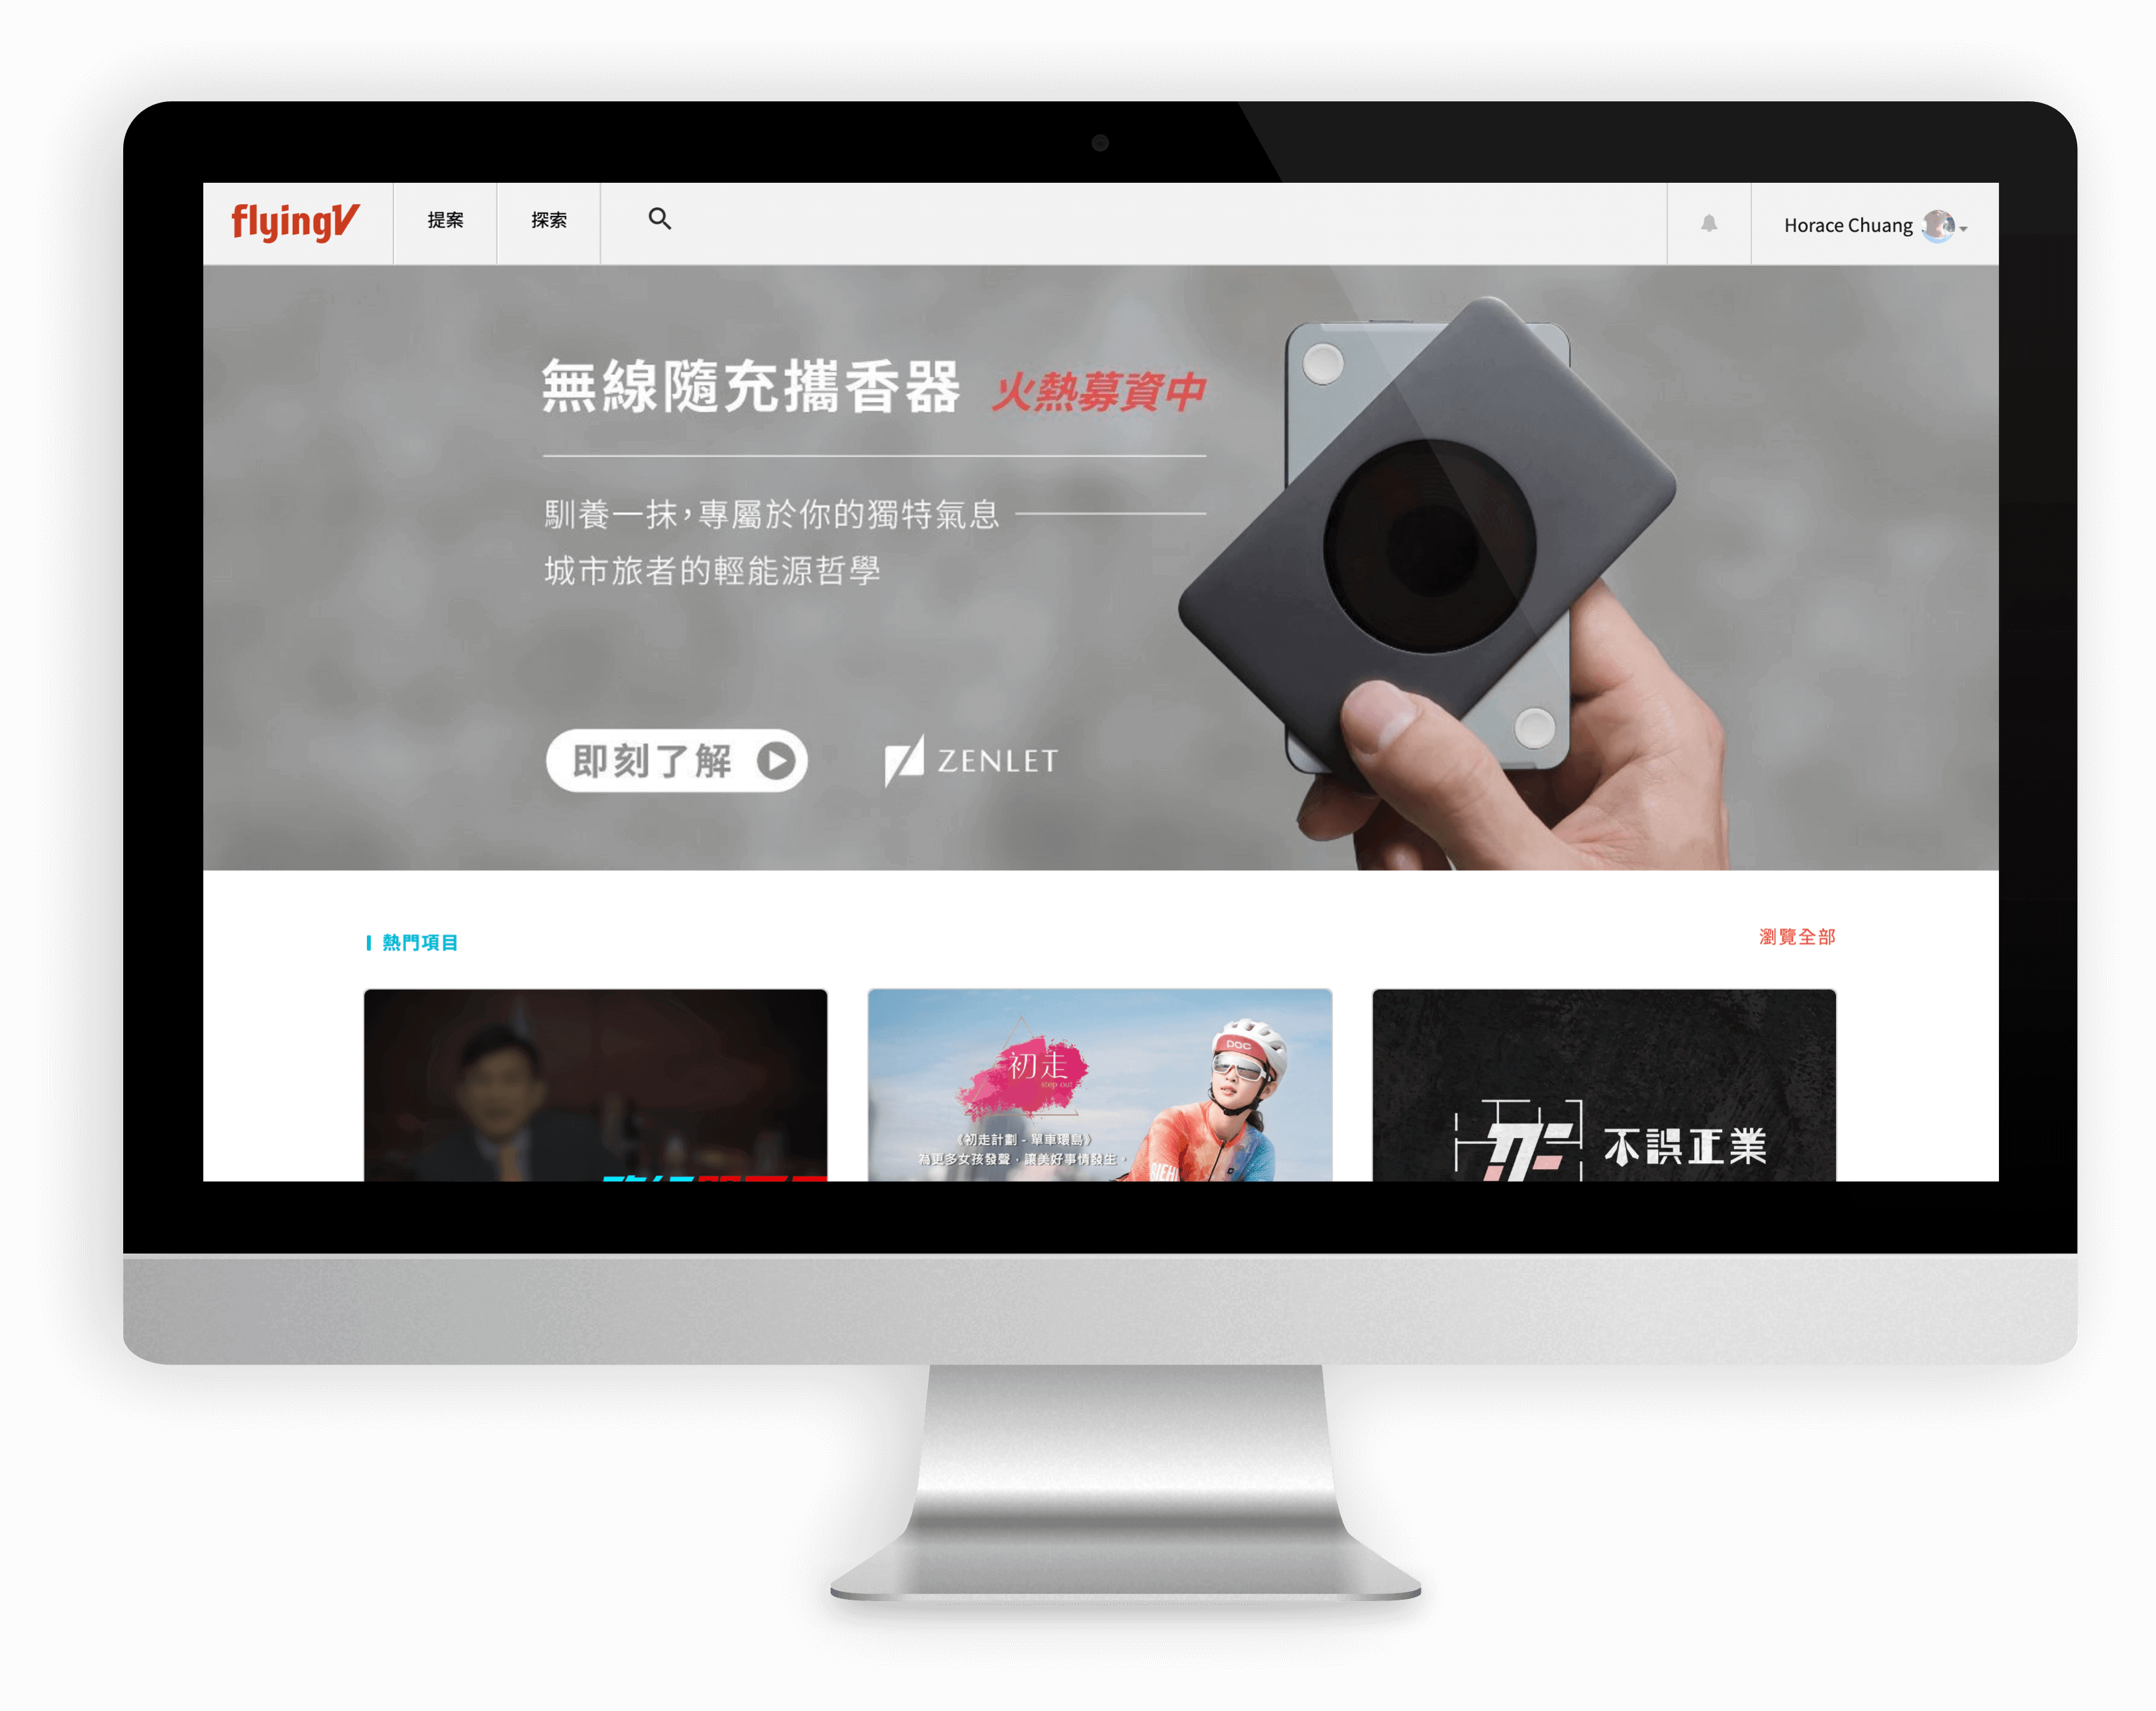 flyingV
提案
探索
Horace Chuang
無線隨充攜香器 火熱募資中
馴養一抹，專屬於你的獨特氣息
城市旅者的輕能源哲學
即刻了解
ZENLET
熱門項目
瀏覽全部
初走
step out
POC
《初走計劃 - 單車環島》
為更多女孩發聲，讓美好事情發生。
不誤正業